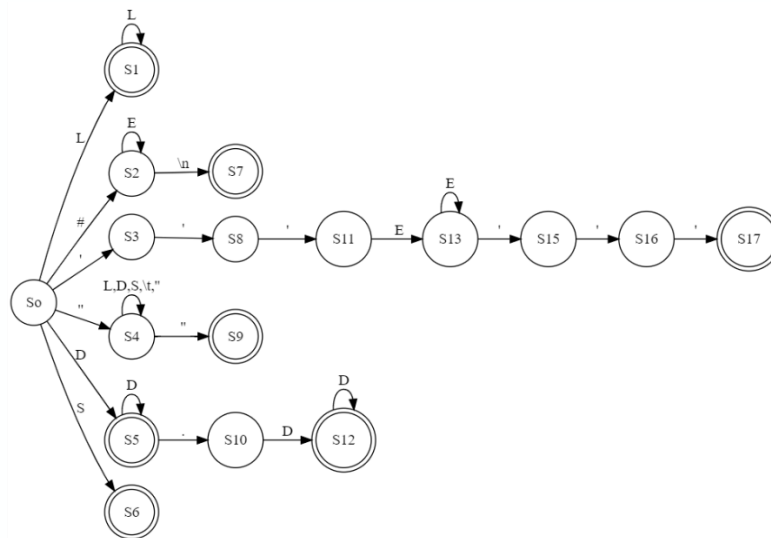 L
S1
L
E
S2
\n
S7
#
E
S3
'
S8
'
S11
E
S13
'
S15
'
S16
'
S17
'
So
L,D,S,\t,"
"
S4
"
S9
D
D
D
S
S5
.
S10
D
S12
S6